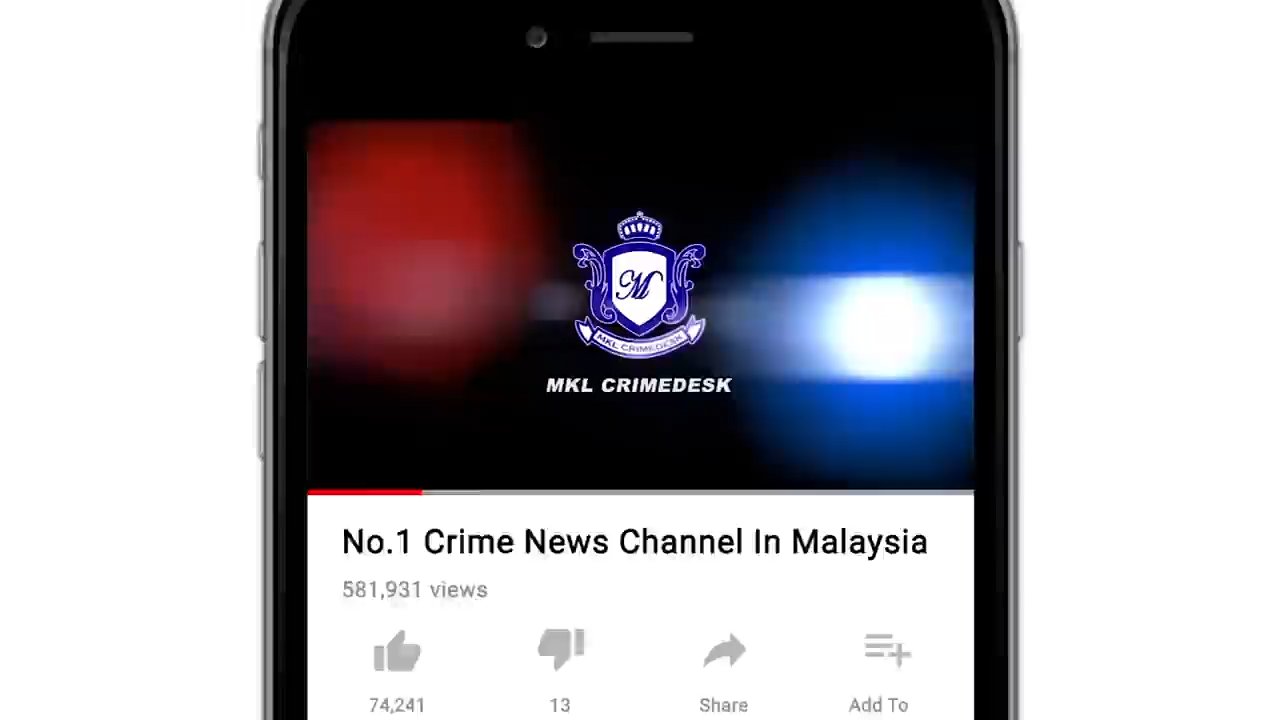 M
MKL CRIMEDESK
MKL CRIMEDESK
No.1 Crime News Channel In Malaysia
581,931 views
74,241
13
Share
Add To